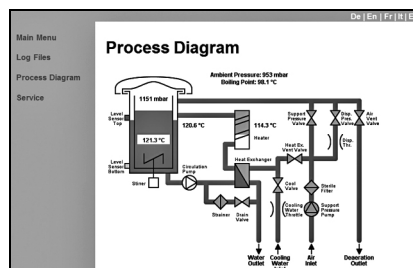 De | En | Fr | It | E
Main Menu
Log Files
Process Diagram
Service
Process Diagram
Ambient Pressure: 953 mbar
Boiling Point: 98.1 °C
1151 mbar
Level
Sensor
Top
120.6 °C
114.3 °C
Heater
Support
Pressure
Valve
Disp.
Pres.
Valve
Air
Vent
Valve
121.3 °C
Disp.
Thr.
Heat Ex.
Vent Valve
Level
Sensor
Bottom
Circulation
Pump
Heat Exchanger
Stirrer
Cool
Valve
Sterile
Filter
Strainer
Drain
Valve
Cooling
Water
Throttle
Support
Pressure
Pump
Water
Outlet
Cooling
Water
Air
Inlet
Deaeration
Outlet